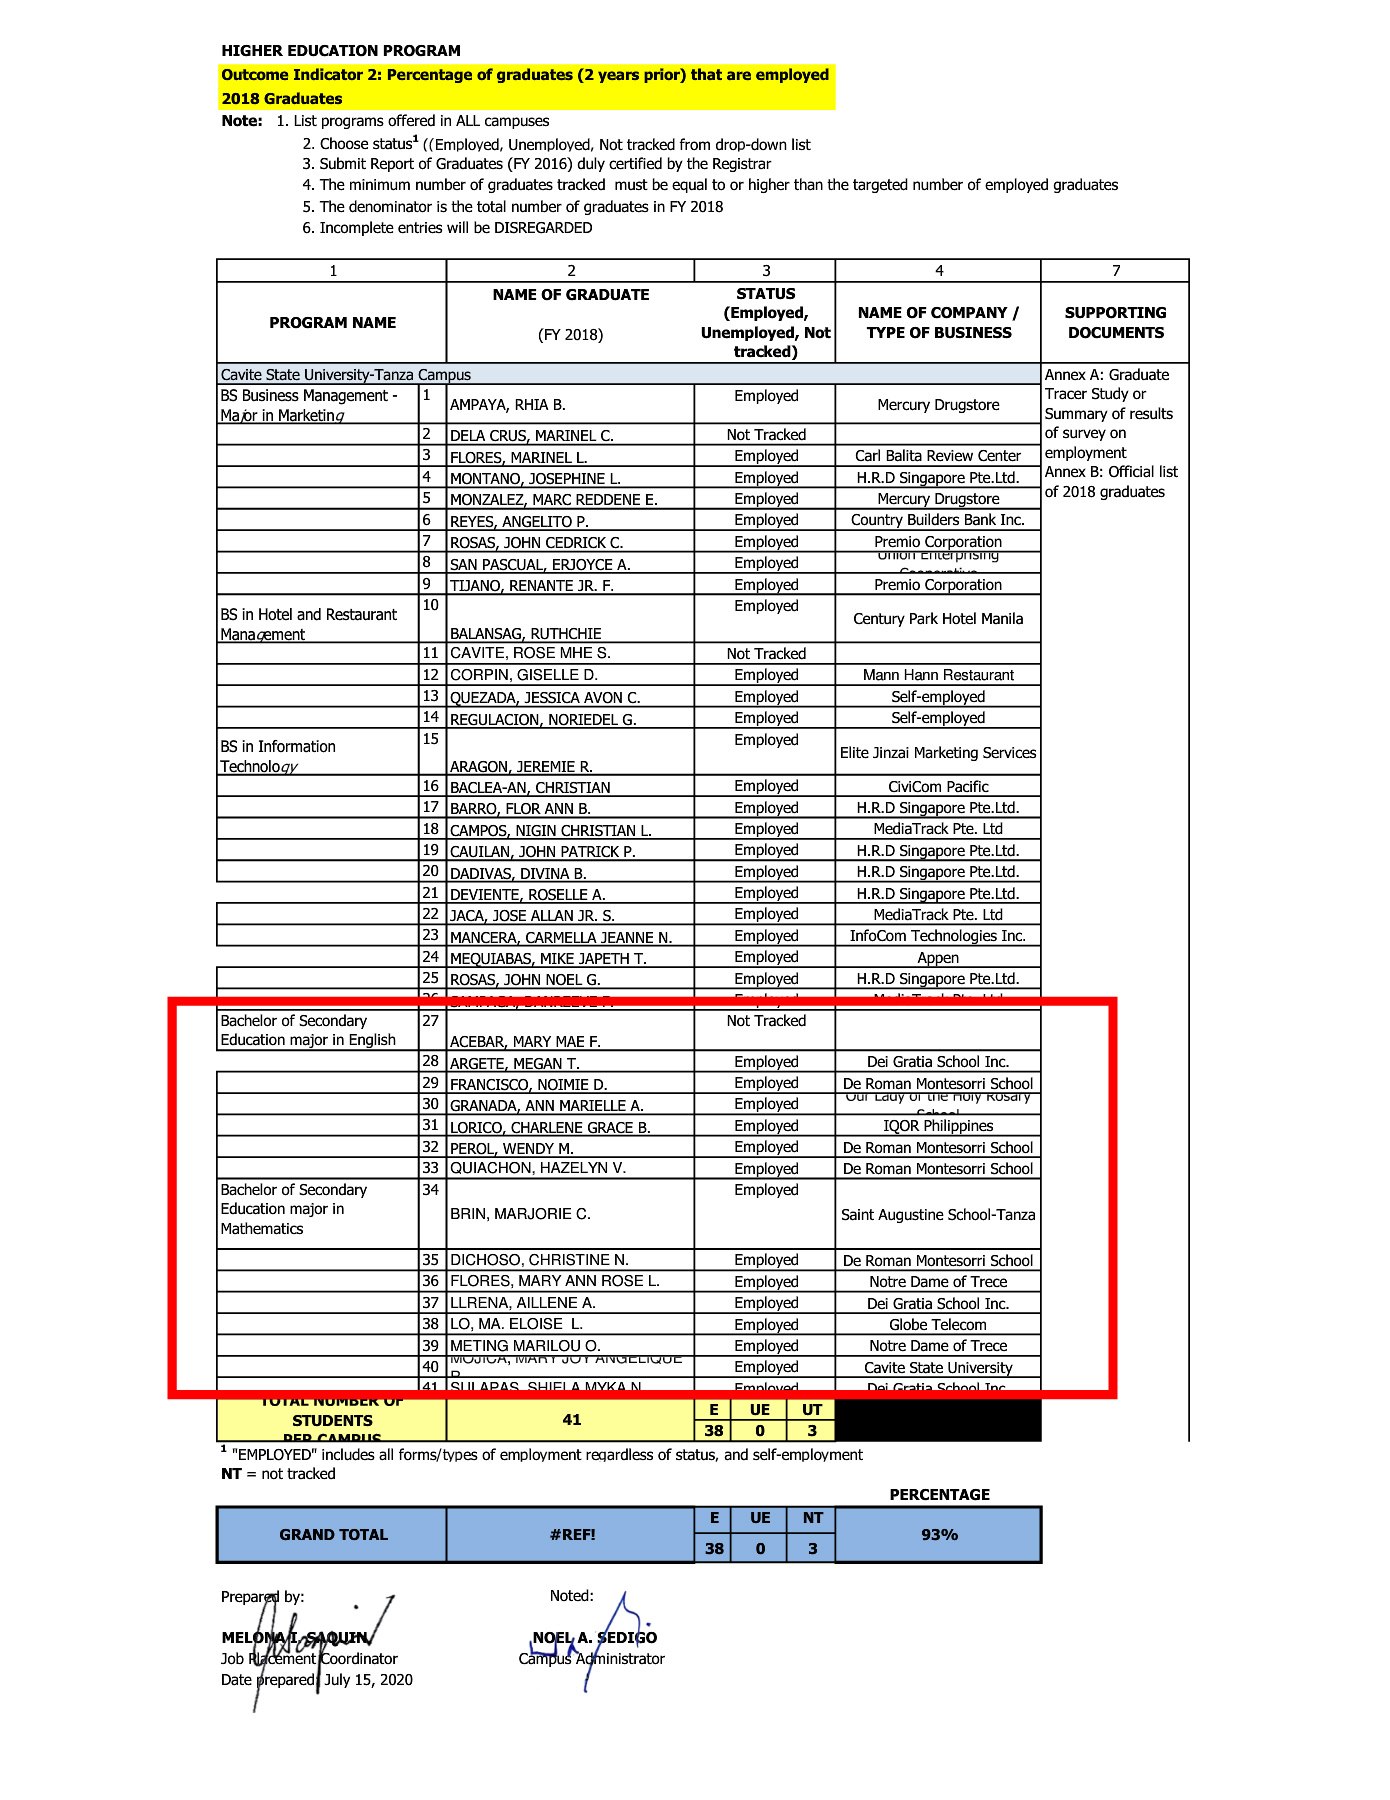 HIGHER EDUCATION PROGRAM
Outcome Indicator 2: Percentage of graduates (2 years prior) that are employed
2018 Graduates
Note: 1. List programs offered in ALL campuses
2. Choose status¹ ((Employed, Unemployed, Not tracked from drop-down list
3. Submit Report of Graduates (FY 2016) duly certified by the Registrar
4. The minimum number of graduates tracked must be equal to or higher than the targeted number of employed graduates
5. The denominator is the total number of graduates in FY 2018
6. Incomplete entries will be DISREGARDED
1 2 3 4 7
PROGRAM NAME
NAME OF GRADUATE
(FY 2018)
STATUS
(Employed,
Unemployed, Not
tracked)
NAME OF COMPANY /
TYPE OF BUSINESS
SUPPORTING
DOCUMENTS
Cavite State University-Tanza Campus
Annex A: Graduate
Tracer Study or
Summary of results
of survey on
employment
Annex B: Official list
of 2018 graduates
BS Business Management -
Major in Marketing
1 AMPAYA, RHIA B. Employed Mercury Drugstore
2 DELA CRUS, MARINEL C. Not Tracked
3 FLORES, MARINEL L. Employed Carl Balita Review Center
4 MONTANO, JOSEPHINE L. Employed H.R.D Singapore Pte.Ltd.
5 MONZALEZ, MARC REDDENE E. Employed Mercury Drugstore
6 REYES, ANGELITO P. Employed Country Builders Bank Inc.
7 ROSAS, JOHN CEDRICK C. Employed Premio Corporation
8 SAN PASCUAL, ERJOYCE A. Employed Union Enterprising
Cooperative
9 TIJANO, RENANTE JR. F. Employed Premio Corporation
BS in Hotel and Restaurant
Management
10 BALANSAG, RUTHCHIE Employed Century Park Hotel Manila
11 CAVITE, ROSE MHE S. Not Tracked
12 CORPIN, GISELLE D. Employed Mann Hann Restaurant
13 QUEZADA, JESSICA AVON C. Employed Self-employed
14 REGULACION, NORIEDEL G. Employed Self-employed
BS in Information
Technology
15 ARAGON, JEREMIE R. Employed Elite Jinzai Marketing Services
16 BACLEA-AN, CHRISTIAN Employed CiviCom Pacific
17 BARRO, FLOR ANN B. Employed H.R.D Singapore Pte.Ltd.
18 CAMPOS, NIGIN CHRISTIAN L. Employed MediaTrack Pte. Ltd
19 CAUILAN, JOHN PATRICK P. Employed H.R.D Singapore Pte.Ltd.
20 DADIVAS, DIVINA B. Employed H.R.D Singapore Pte.Ltd.
21 DEVIENTE, ROSELLE A. Employed H.R.D Singapore Pte.Ltd.
22 JACA, JOSE ALLAN JR. S. Employed MediaTrack Pte. Ltd
23 MANCERA, CARMELLA JEANNE N. Employed InfoCom Technologies Inc.
24 MEQUIABAS, MIKE JAPETH T. Employed Appen
25 ROSAS, JOHN NOEL G. Employed H.R.D Singapore Pte.Ltd.
26 Employed MediaTrack Pte. Ltd
Bachelor of Secondary
Education major in English
27 ACEBAR, MARY MAE F. Not Tracked
28 ARGETE, MEGAN T. Employed Dei Gratia School Inc.
29 FRANCISCO, NOIMIE D. Employed De Roman Montesorri School
30 GRANADA, ANN MARIELLE A. Employed Our Lady of the Holy Rosary
School
31 LORICO, CHARLENE GRACE B. Employed IQOR Philippines
32 PEROL, WENDY M. Employed De Roman Montesorri School
33 QUIACHON, HAZELYN V. Employed De Roman Montesorri School
Bachelor of Secondary
Education major in
Mathematics
34 BRIN, MARJORIE C. Employed Saint Augustine School-Tanza
35 DICHOSO, CHRISTINE N. Employed De Roman Montesorri School
36 FLORES, MARY ANN ROSE L. Employed Notre Dame of Trece
37 LLRENA, AILLENE A. Employed Dei Gratia School Inc.
38 LO, MA. ELOISE L. Employed Globe Telecom
39 METING MARILOU O. Employed Notre Dame of Trece
40 MOJICA, MARY JOY ANGELIQUE Employed Cavite State University
41 SULAPAS, SHIELA MYKA N. Employed Dei Gratia School Inc.
TOTAL NUMBER OF
STUDENTS
PER CAMPUS
41
E UE UT
38 0 3
¹ "EMPLOYED" includes all forms/types of employment regardless of status, and self-employment
NT = not tracked
PERCENTAGE
GRAND TOTAL #REF! 93%
E UE NT
38 0 3
Prepared by: Noted:
MELONA I. SAQUIN NOEL A. SEDIGO
Job Placement Coordinator Campus Administrator
Date prepared: July 15, 2020